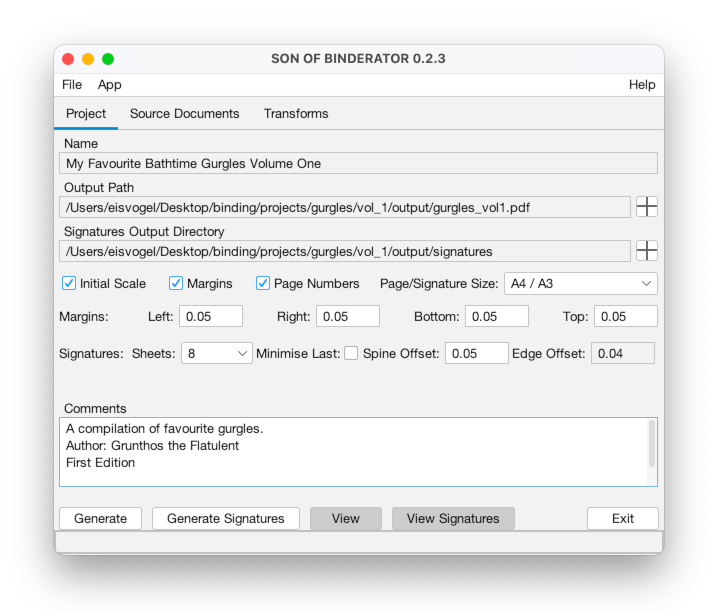 SON OF BINDERATOR 0.2.3
File App Help
Project Source Documents Transforms
Name
My Favourite Bathtime Gurgles Volume One
Output Path
/Users/eisvogel/Desktop/binding/projects/gurgles/vol_1/output/gurgles_vol1.pdf
Signatures Output Directory
/Users/eisvogel/Desktop/binding/projects/gurgles/vol_1/output/signatures
Initial Scale Margins Page Numbers Page/Signature Size: A4 / A3
Margins: Left: 0.05 Right: 0.05 Bottom: 0.05 Top: 0.05
Signatures: Sheets: 8 Minimise Last: Spine Offset: 0.05 Edge Offset: 0.04
Comments
A compilation of favourite gurgles.
Author: Grunthos the Flatulent
First Edition
Generate Generate Signatures View View Signatures Exit